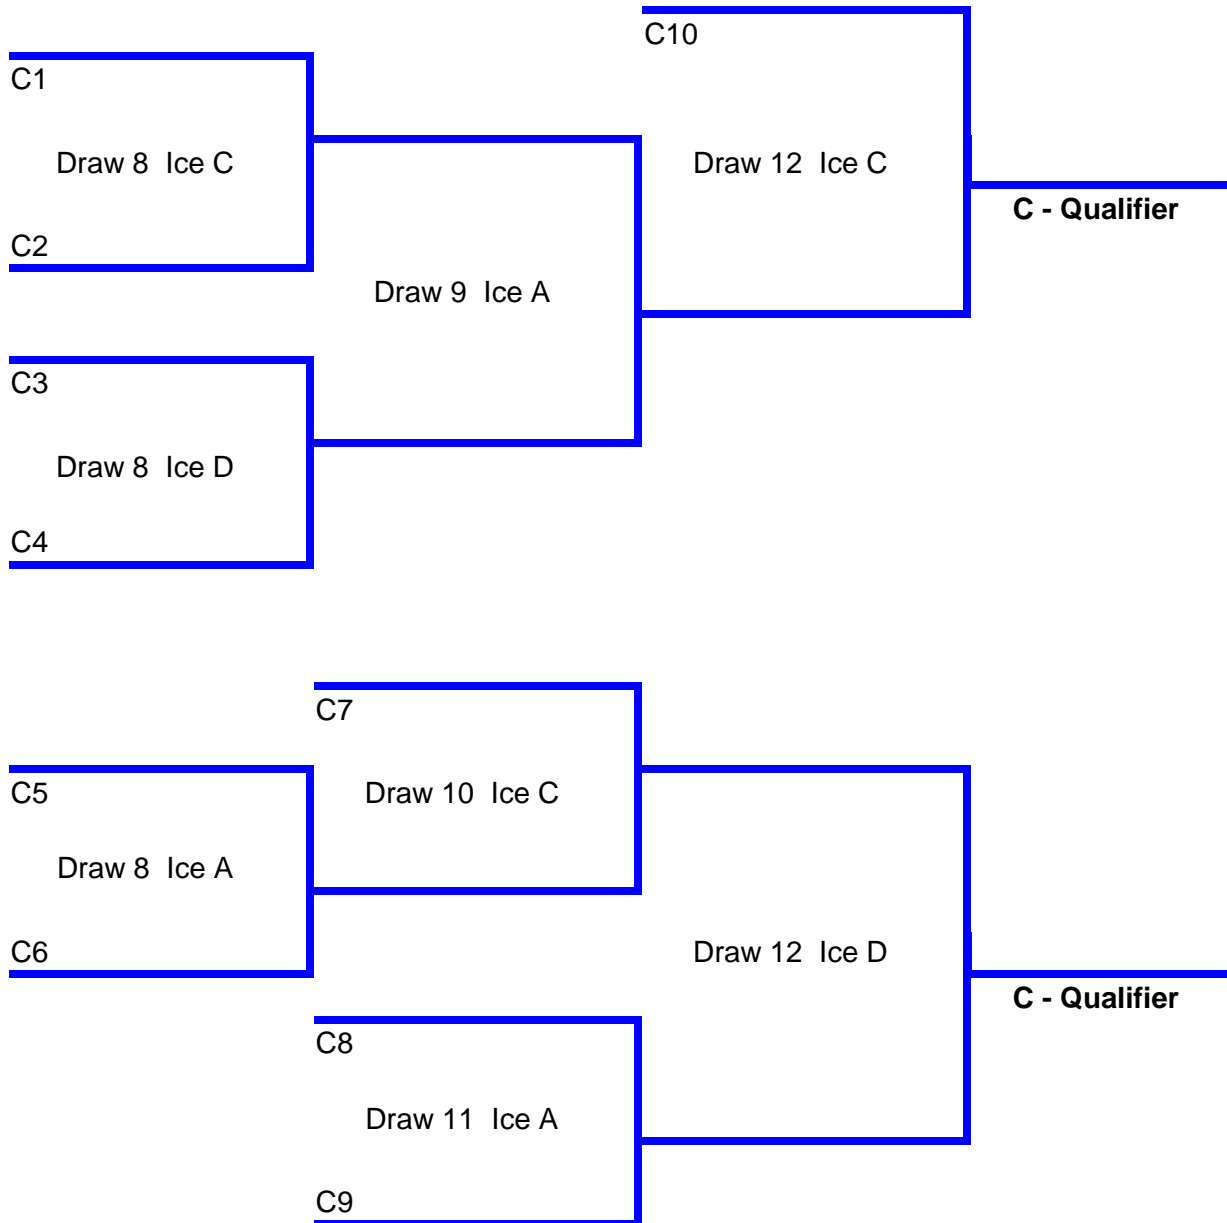 C10
C1
Draw 8 Ice C
Draw 12 Ice C
C - Qualifier
C2
Draw 9 Ice A
C3
Draw 8 Ice D
C4
C7
C5
Draw 10 Ice C
Draw 8 Ice A
C6
Draw 12 Ice D
C - Qualifier
C8
Draw 11 Ice A
C9